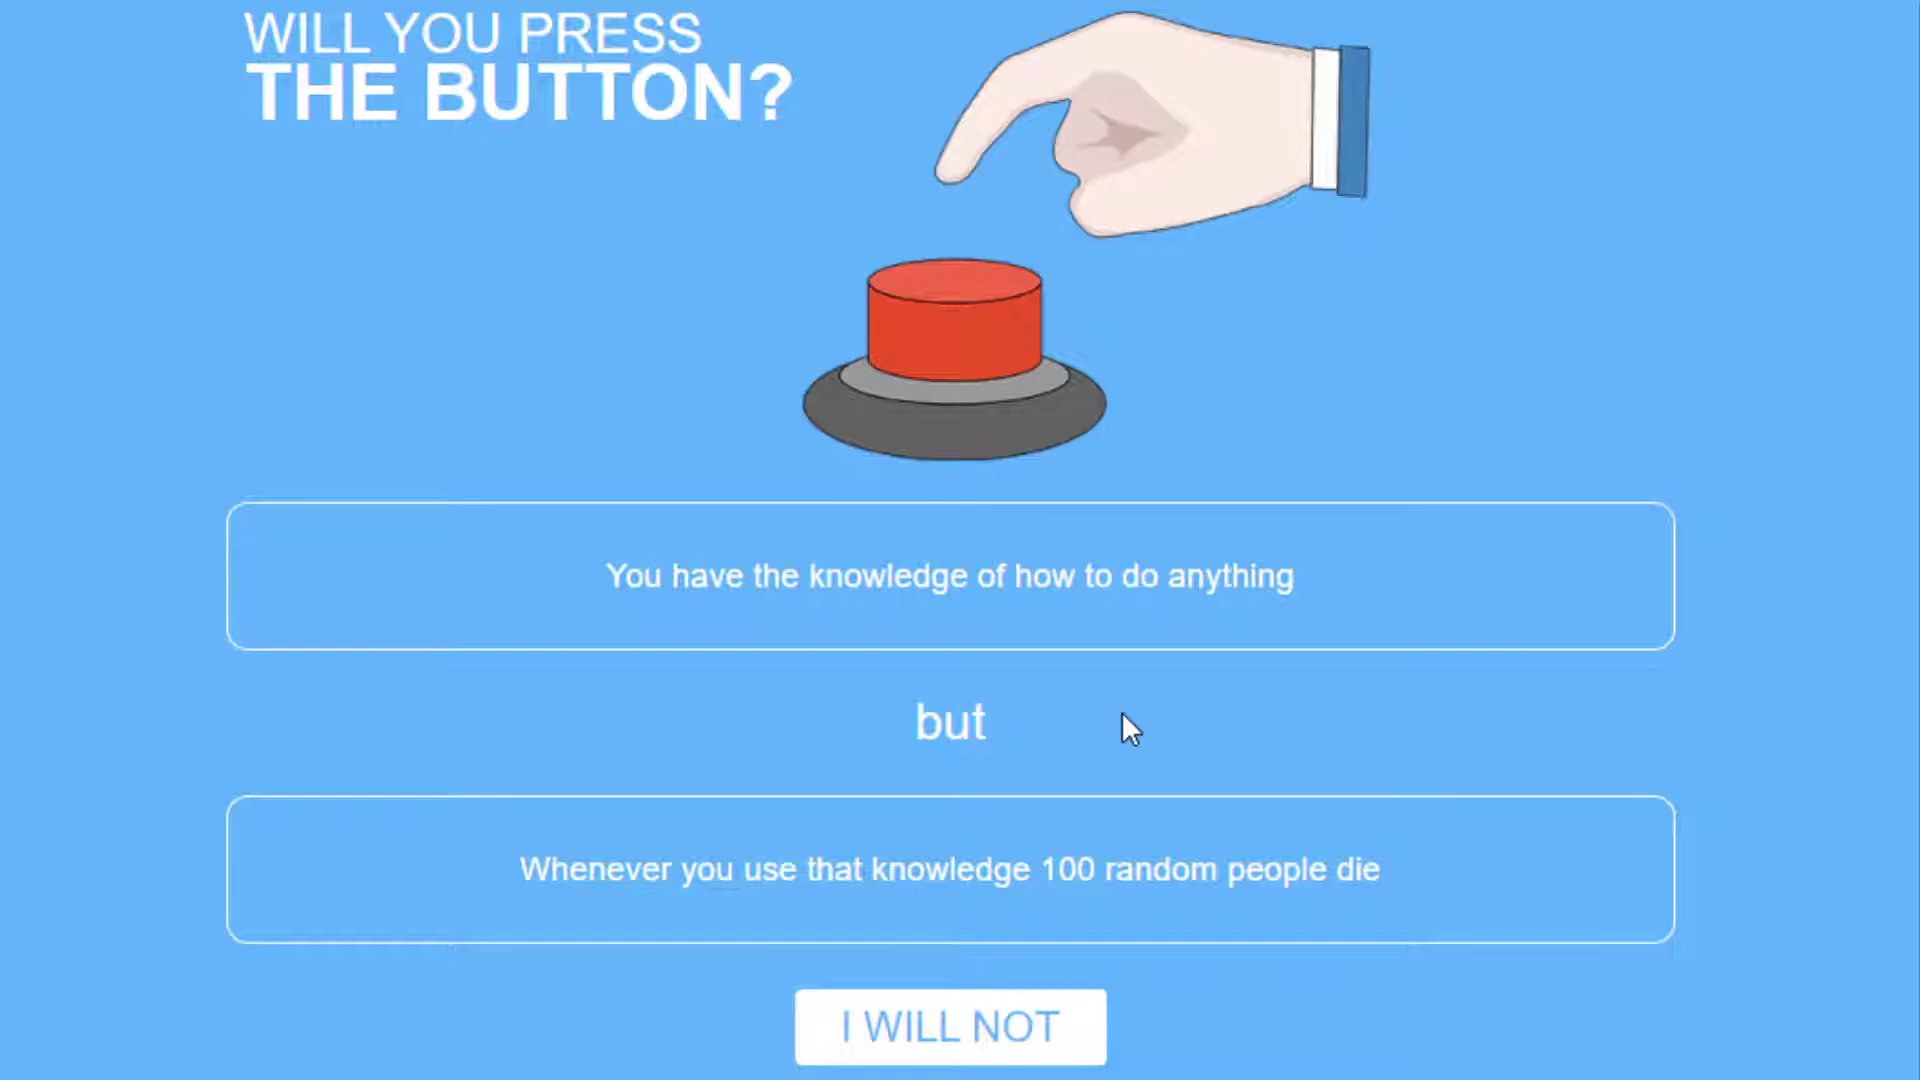 WILL YOU PRESS
THE BUTTON?
You have the knowledge of how to do anything
but
Whenever you use that knowledge 100 random people die
I WILL NOT